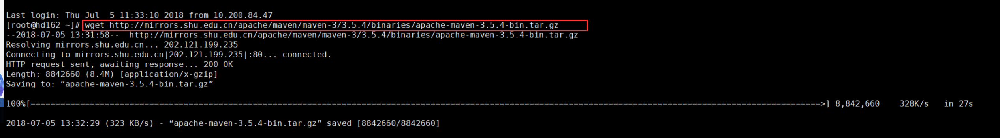 Last login: Thu Jul  5 11:33:10 2018 from 10.200.84.47
[root@hd162 ~]# wget http://mirrors.shu.edu.cn/apache/maven/maven-3/3.5.4/binaries/apache-maven-3.5.4-bin.tar.gz
--2018-07-05 13:31:58--  http://mirrors.shu.edu.cn/apache/maven/maven-3/3.5.4/binaries/apache-maven-3.5.4-bin.tar.gz
Resolving mirrors.shu.edu.cn... 202.121.199.235
Connecting to mirrors.shu.edu.cn|202.121.199.235|:80... connected.
HTTP request sent, awaiting response... 200 OK
Length: 8842660 (8.4M) [application/x-gzip]
Saving to: “apache-maven-3.5.4-bin.tar.gz”
100%[================================================================================================================================================================>] 8,842,660    328K/s   in 27s
2018-07-05 13:32:29 (323 KB/s) - “apache-maven-3.5.4-bin.tar.gz” saved [8842660/8842660]